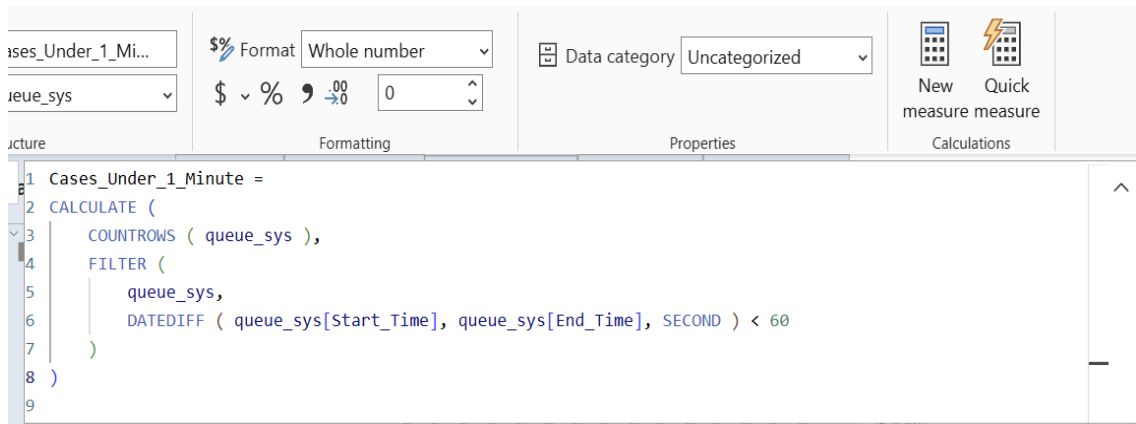 ases_Under_1_Mi...
$% Format Whole number
Data category Uncategorized
New measure
Quick measure
ueue_sys
$ % 9 .00 0
ucture
Formatting
Properties
Calculations
1 Cases_Under_1_Minute =
2 CALCULATE (
3 COUNTROWS ( queue_sys ),
4 FILTER (
5 queue_sys,
6 DATEDIFF ( queue_sys[Start_Time], queue_sys[End_Time], SECOND ) < 60
7 )
8 )
9